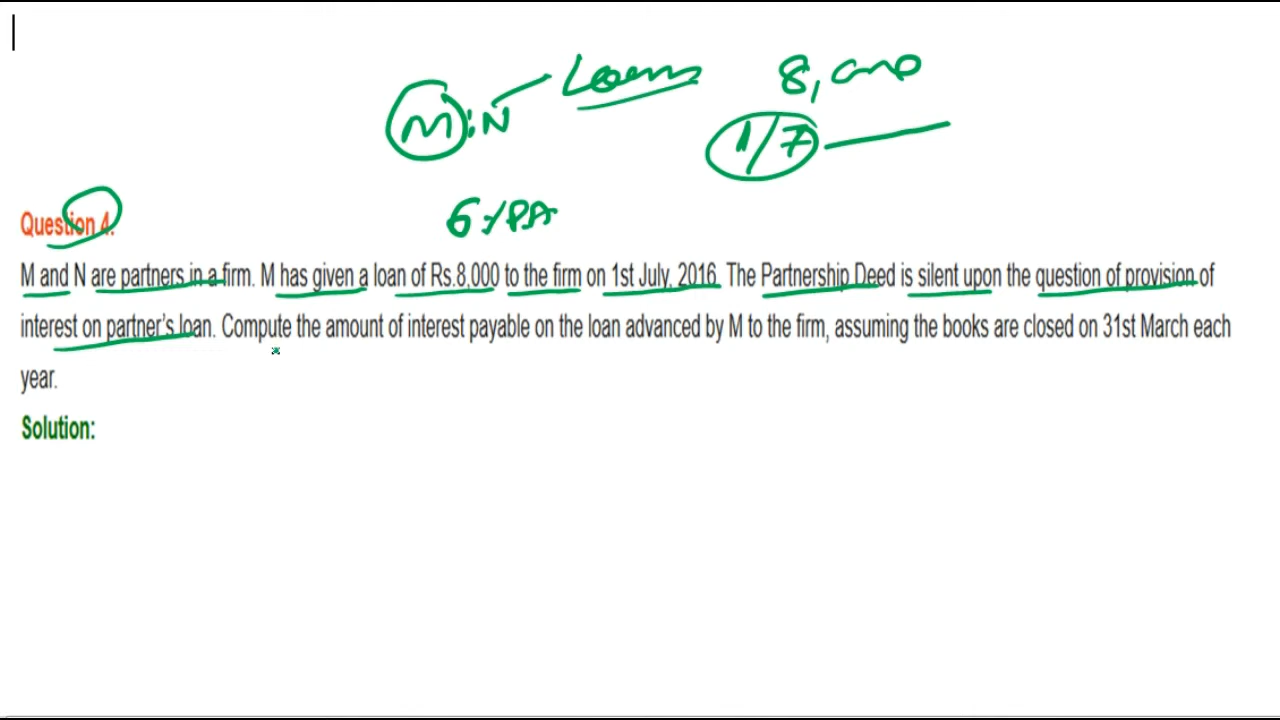 Loans 8,000
M : N 1/7
6 % PA
Question 4.
M and N are partners in a firm. M has given a loan of Rs.8,000 to the firm on 1st July, 2016. The Partnership Deed is silent upon the question of provision of
interest on partner's loan. Compute the amount of interest payable on the loan advanced by M to the firm, assuming the books are closed on 31st March each
year.
Solution: